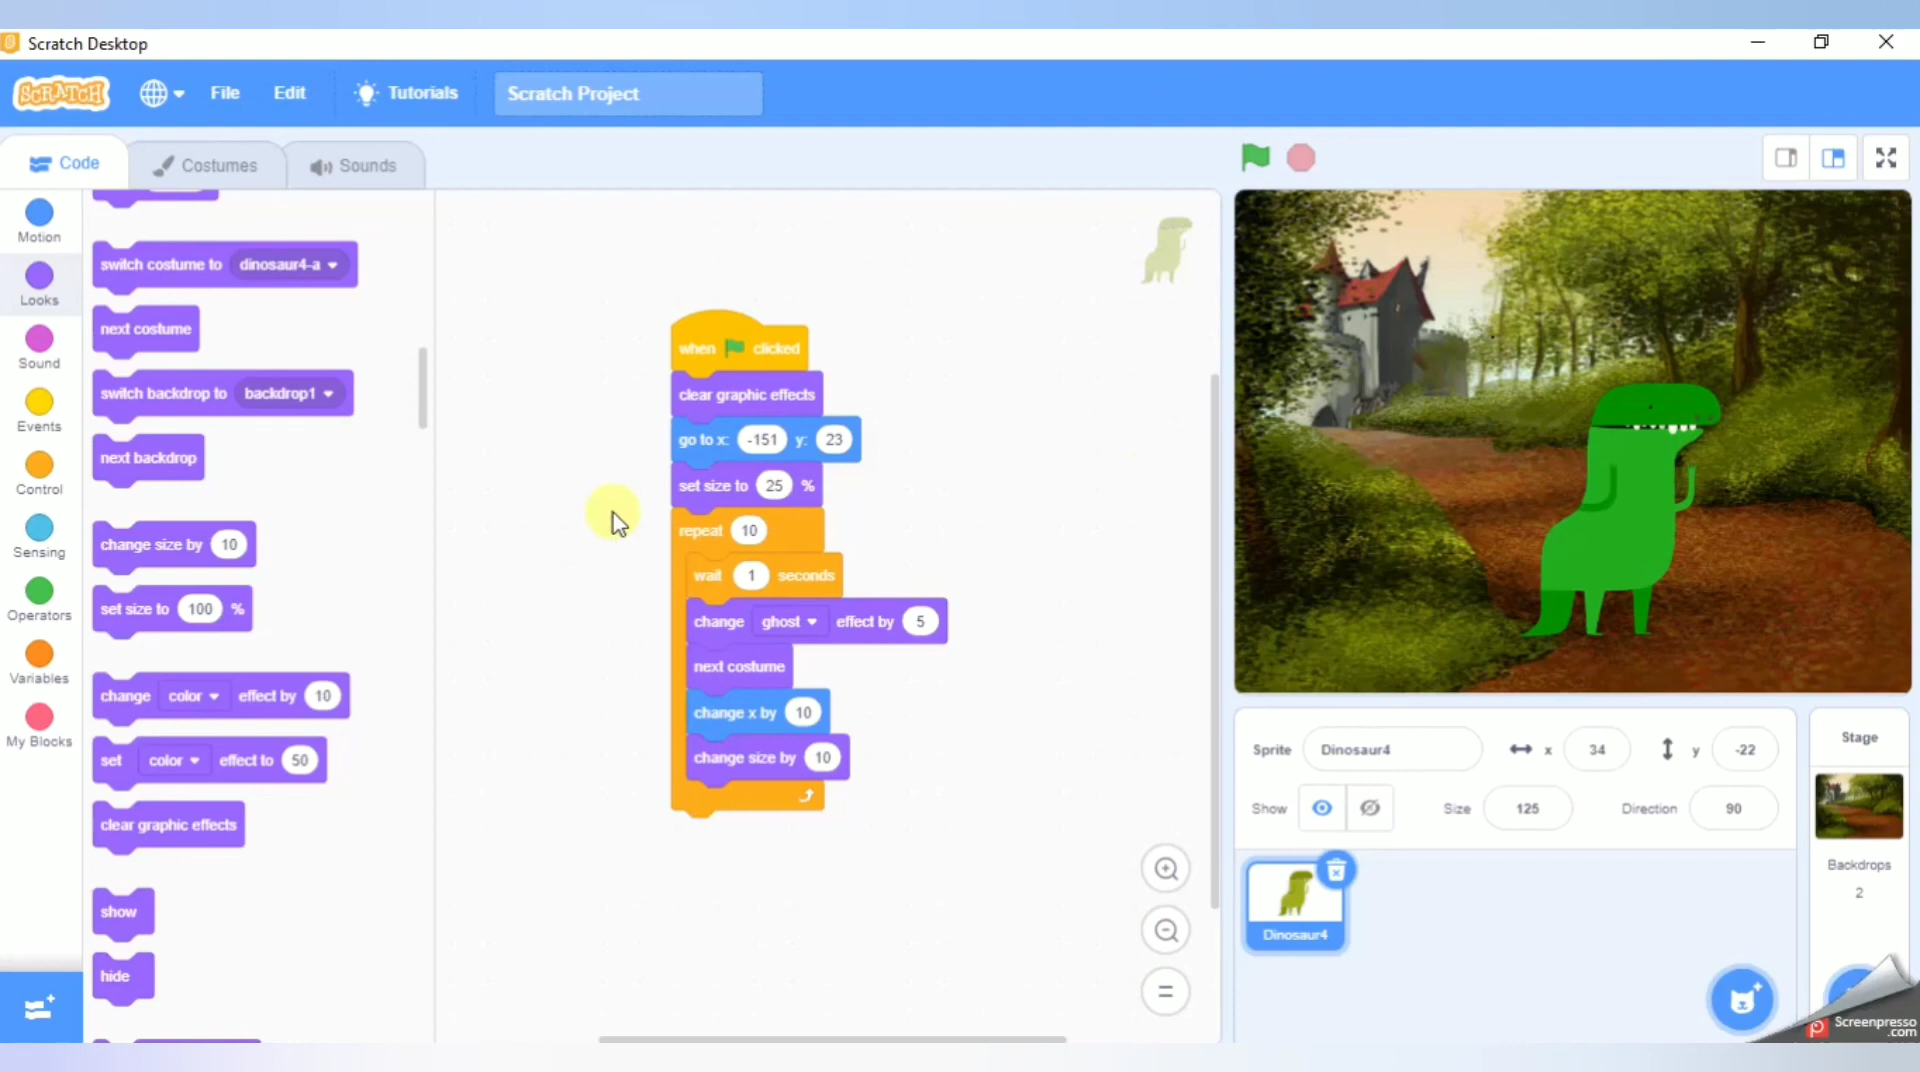 Scratch Desktop
SCRATCH
File
Edit
Tutorials
Scratch Project
Code
Costumes
Sounds
Motion
Looks
Sound
Events
Control
Sensing
Operators
Variables
My Blocks
switch costume to dinosaur4-a
next costume
switch backdrop to backdrop1
next backdrop
change size by 10
set size to 100 %
change color effect by 10
set color effect to 50
clear graphic effects
show
hide
when clicked
clear graphic effects
go to x: -151 y: 23
set size to 25 %
repeat 10
wait 1 seconds
change ghost effect by 5
next costume
change x by 10
change size by 10
Sprite Dinosaur4 x 34 y -22
Show Size 125 Direction 90
Dinosaur4
Stage
Backdrops
2
Screenpresso
.com